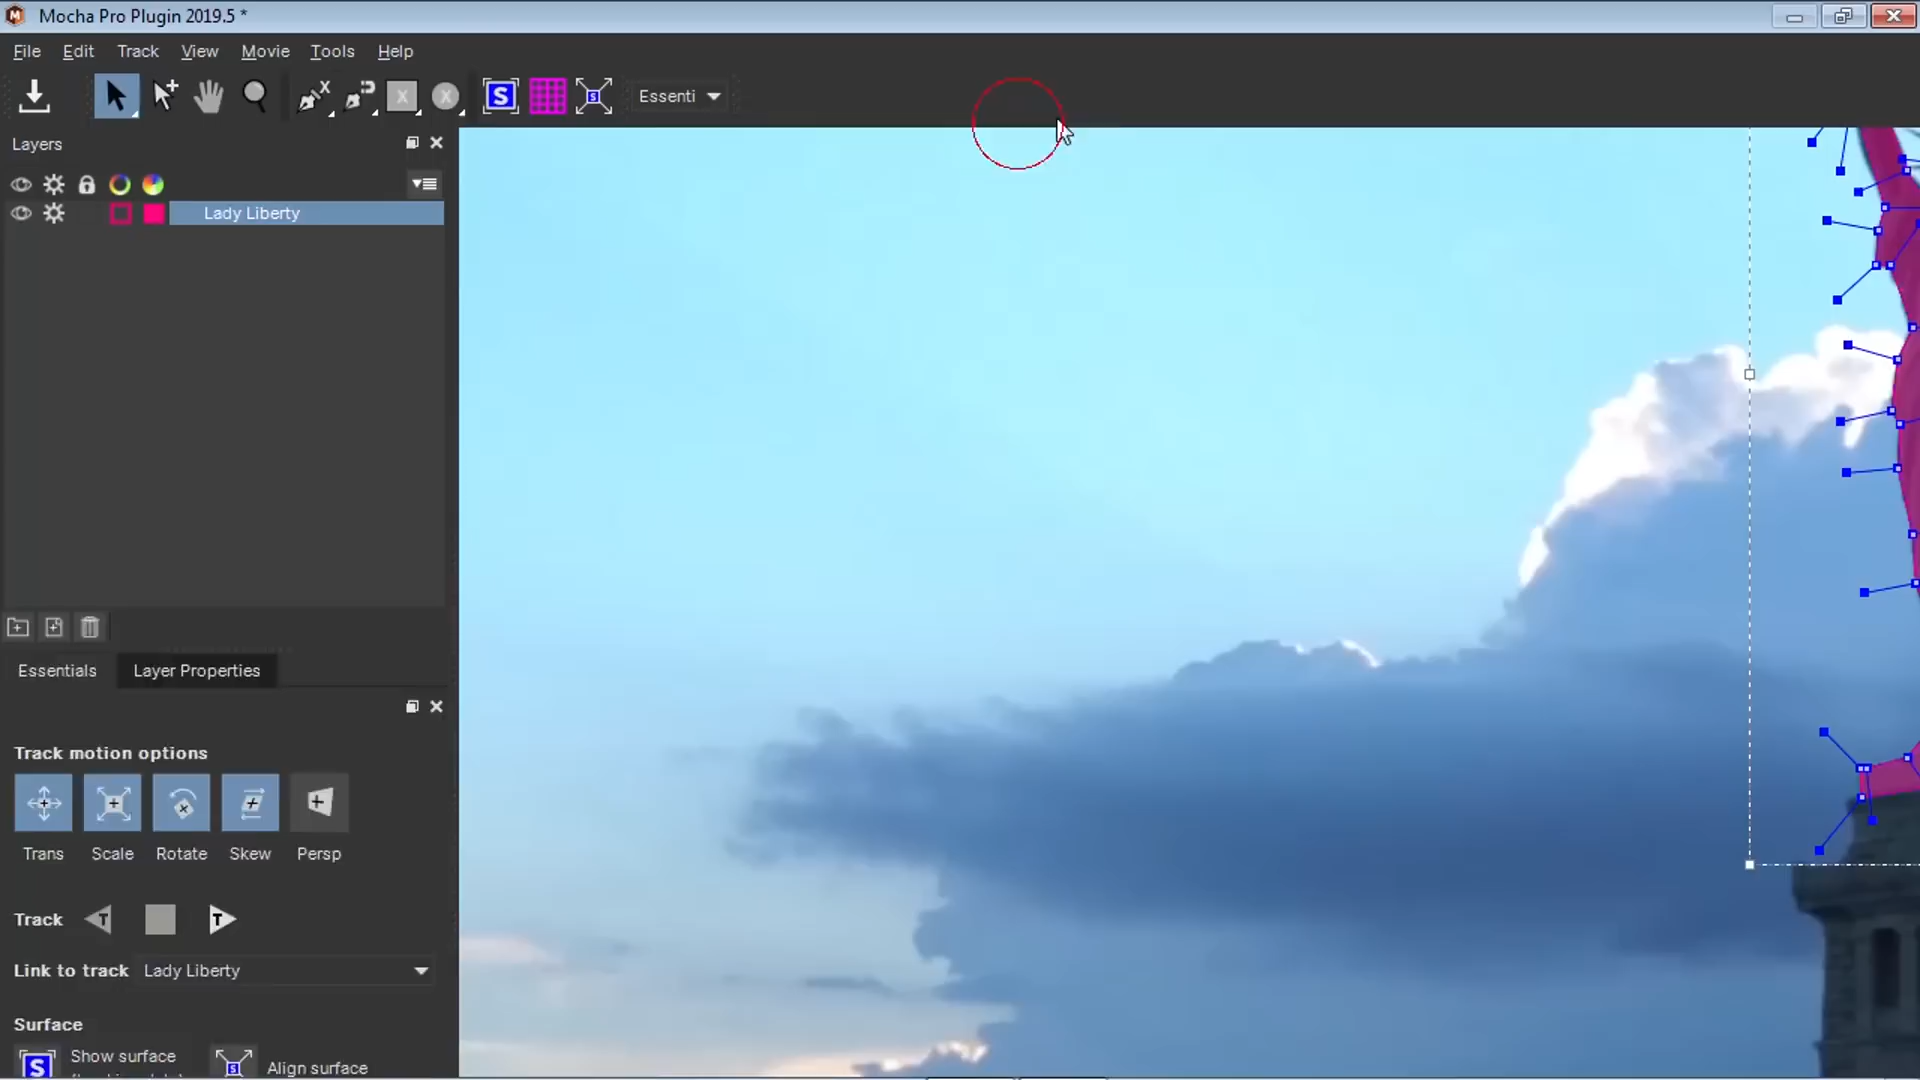 Mocha Pro Plugin 2019.5 *
File Edit Track View Movie Tools Help
Essenti
Layers
Lady Liberty
Essentials Layer Properties
Track motion options
Trans Scale Rotate Skew Persp
Track
Link to track Lady Liberty
Surface
Show surface
Align surface